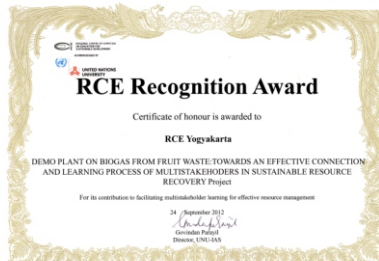 UNITED NATIONS
UNIVERSITY
RCE Recognition Award
Certificate of honour is awarded to
RCE Yogyakarta
DEMO PLANT ON BIOGAS FROM FRUIT WASTE:TOWARDS AN EFFECTIVE CONNECTION
AND LEARNING PROCESS OF MULTISTAKEHODERS IN SUSTAINABLE RESOURCE
RECOVERY Project
For its contribution to facilitating multistakeholder learning for effective resource management
24 September 2012
Govindan Parayil
Director, UNU-IAS